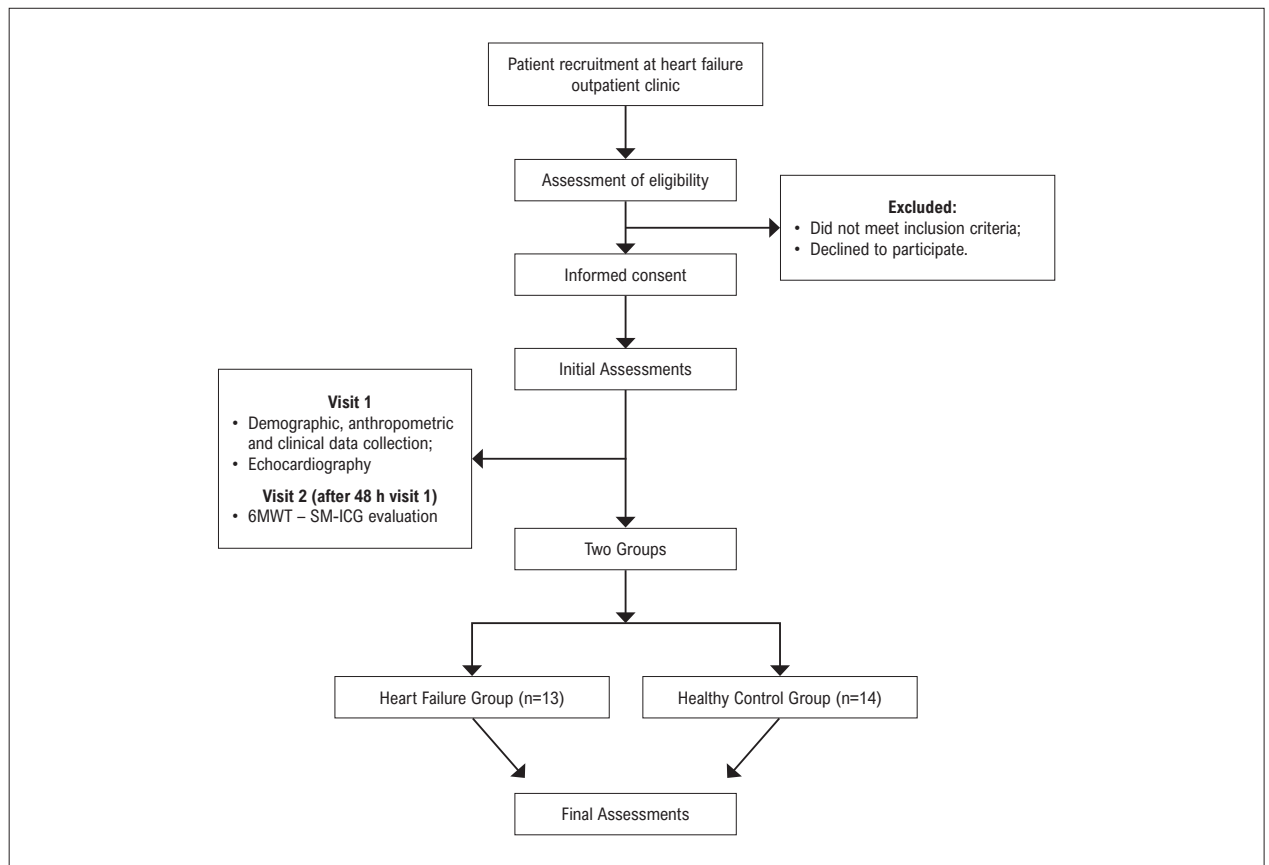 Patient recruitment at heart failure
outpatient clinic
Assessment of eligibility
Excluded:
• Did not meet inclusion criteria;
• Declined to participate.
Informed consent
Initial Assessments
Visit 1
• Demographic, anthropometric
and clinical data collection;
• Echocardiography
Visit 2 (after 48 h visit 1)
• 6MWT – SM-ICG evaluation
Two Groups
Heart Failure Group (n=13)
Healthy Control Group (n=14)
Final Assessments